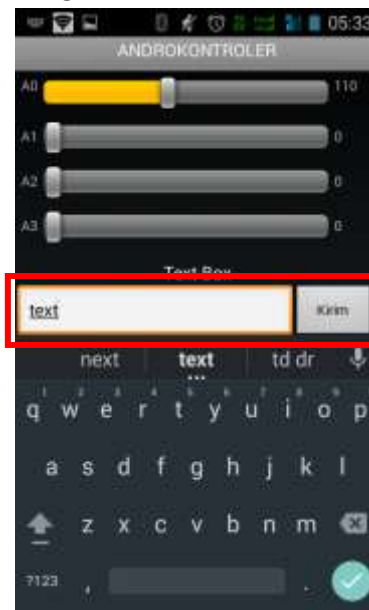 05:33
ANDROKONTROLER
A0 110
A1 0
A2 0
A3 0
Text Box
text Kirim
next text td dr
q w e r t y u i o p
a s d f g h j k l
z x c v b n m
?123 , .